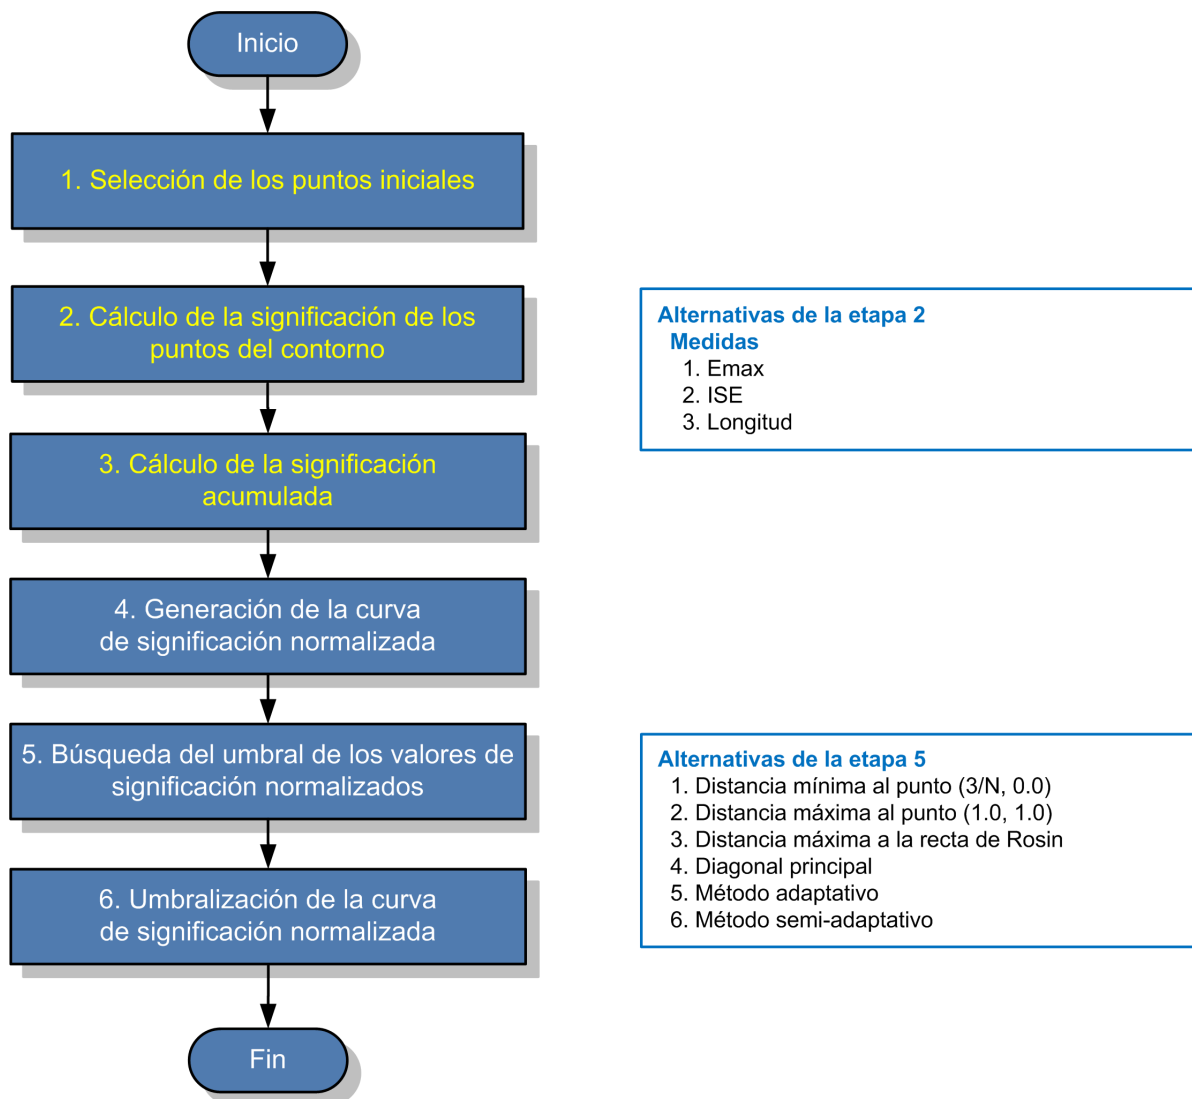 Inicio
1. Selección de los puntos iniciales
2. Cálculo de la significación de los
puntos del contorno
3. Cálculo de la significación
acumulada
4. Generación de la curva
de significación normalizada
5. Búsqueda del umbral de los valores de
significación normalizados
6. Umbralización de la curva
de significación normalizada
Fin
Alternativas de la etapa 2
Medidas
1. Emax
2. ISE
3. Longitud
Alternativas de la etapa 5
1. Distancia mínima al punto (3/N, 0.0)
2. Distancia máxima al punto (1.0, 1.0)
3. Distancia máxima a la recta de Rosin
4. Diagonal principal
5. Método adaptativo
6. Método semi-adaptativo